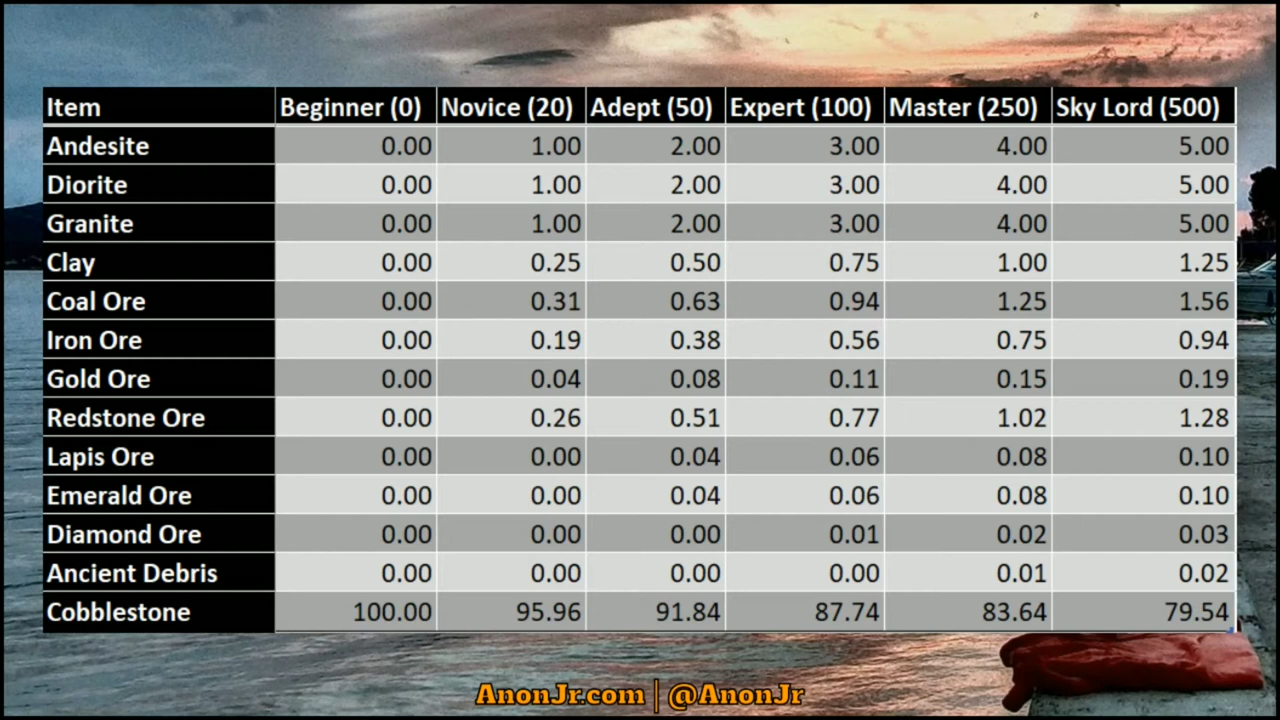 Item Beginner (0) Novice (20) Adept (50) Expert (100) Master (250) Sky Lord (500)
Andesite 0.00 1.00 2.00 3.00 4.00 5.00
Diorite 0.00 1.00 2.00 3.00 4.00 5.00
Granite 0.00 1.00 2.00 3.00 4.00 5.00
Clay 0.00 0.25 0.50 0.75 1.00 1.25
Coal Ore 0.00 0.31 0.63 0.94 1.25 1.56
Iron Ore 0.00 0.19 0.38 0.56 0.75 0.94
Gold Ore 0.00 0.04 0.08 0.11 0.15 0.19
Redstone Ore 0.00 0.26 0.51 0.77 1.02 1.28
Lapis Ore 0.00 0.00 0.04 0.06 0.08 0.10
Emerald Ore 0.00 0.00 0.04 0.06 0.08 0.10
Diamond Ore 0.00 0.00 0.00 0.01 0.02 0.03
Ancient Debris 0.00 0.00 0.00 0.00 0.01 0.02
Cobblestone 100.00 95.96 91.84 87.74 83.64 79.54
AnonJr.com | @AnonJr